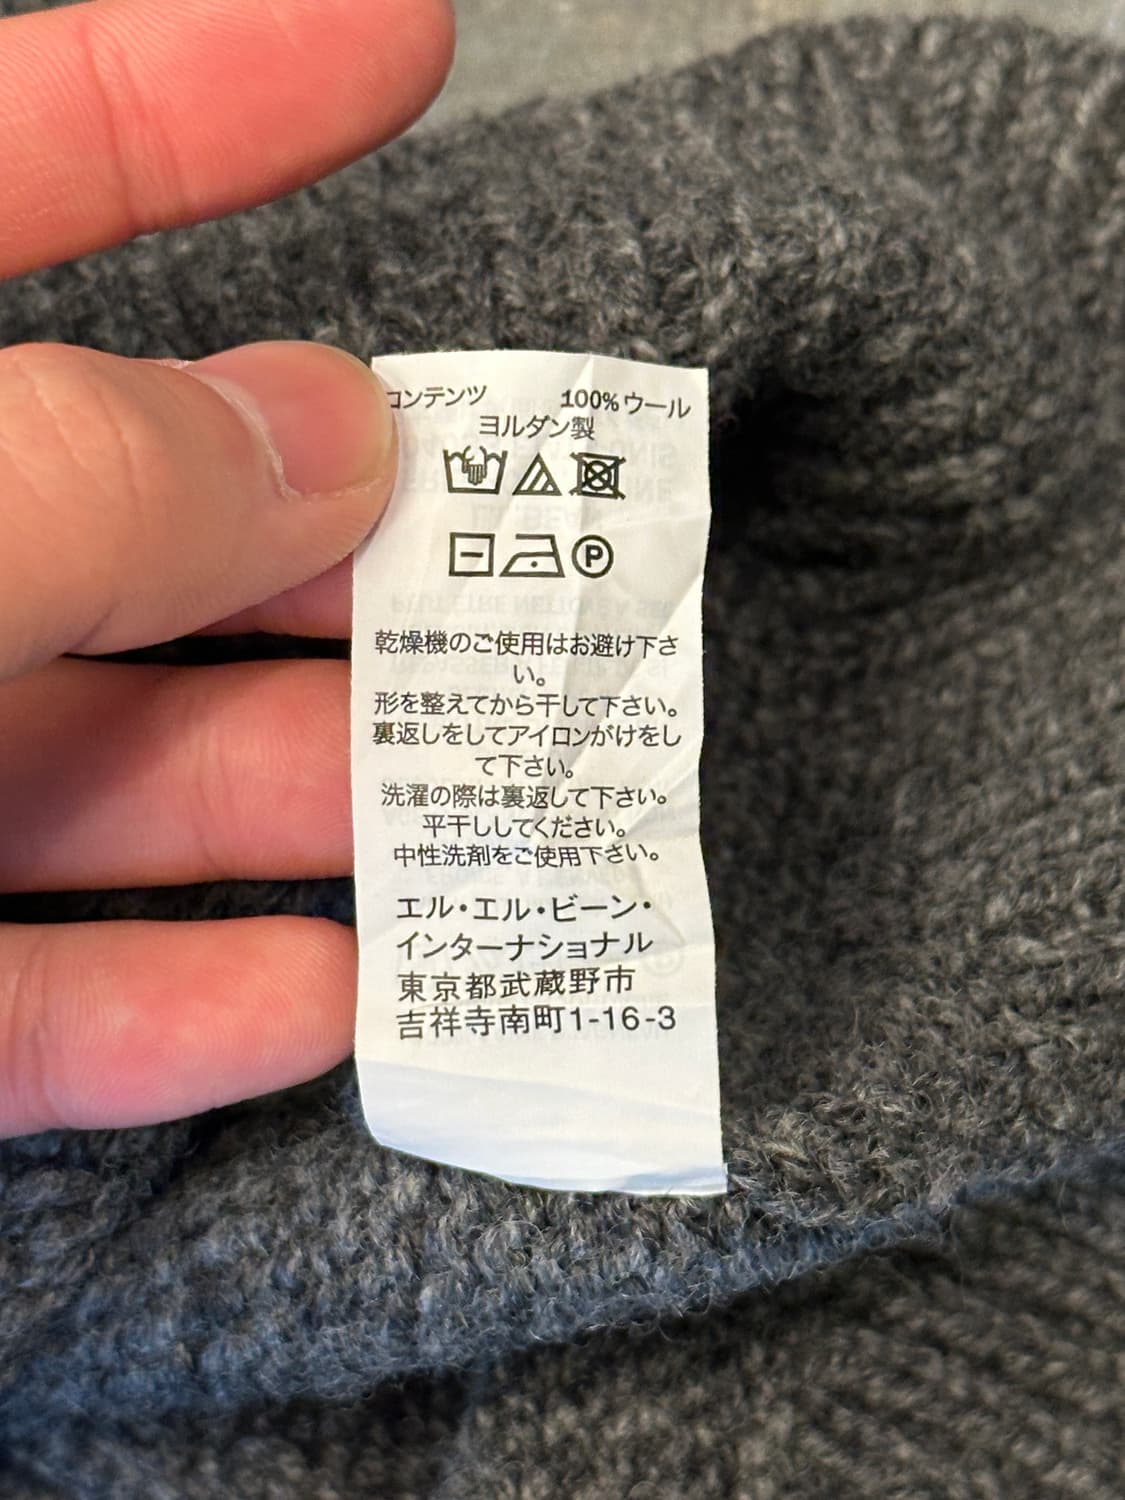 コンテンツ 100%ウール
ヨルダン製
P
乾燥機のご使用はお避け下さ
い。
形を整えてから干して下さい。
裏返しをしてアイロンがけをし
て下さい。
洗濯の際は裏返して下さい。
平干ししてください。
中性洗剤をご使用下さい。
エル・エル・ビーン・
インターナショナル
東京都武蔵野市
吉祥寺南町1-16-3